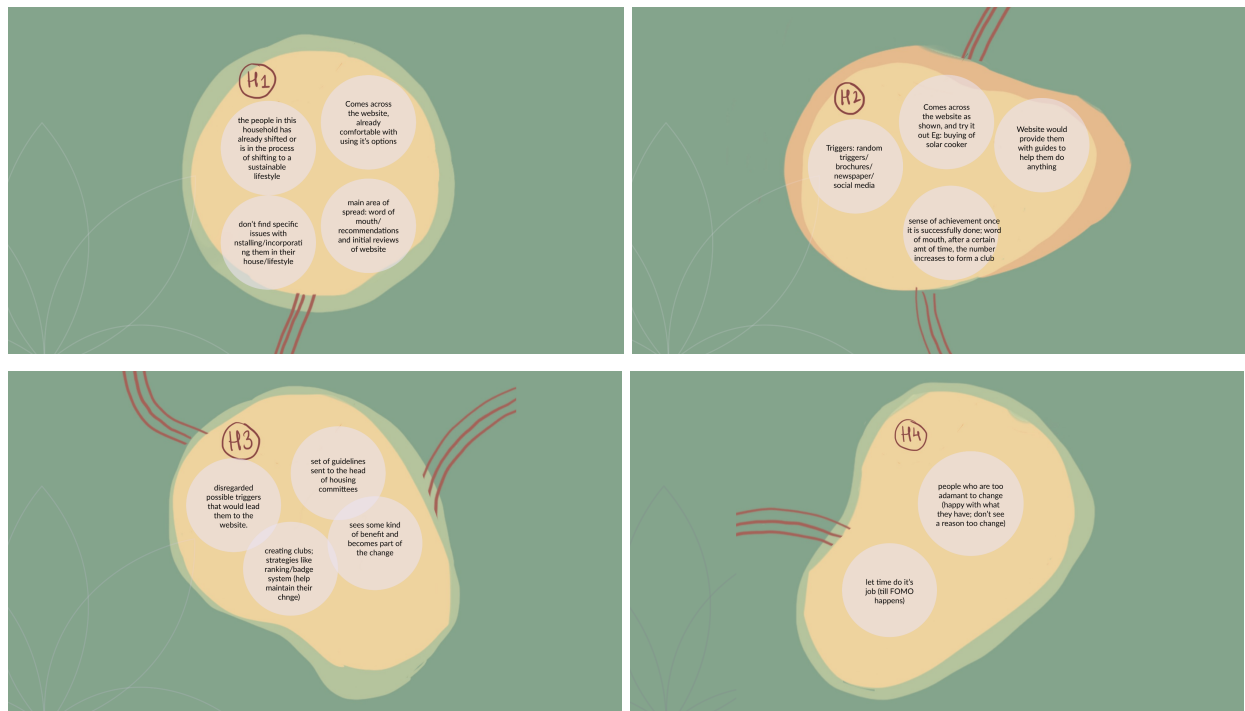 H1
the people in this
household has
already shifted or
is in the process
of shifting to a
sustainable
lifestyle
Comes across
the website,
already
comfortable with
using it's options
don't find specific
issues with
nstalling/incorporati
ng them in their
house/lifestyle
main area of
spread: word of
mouth/
recommendations
and initial reviews
of website
H2
Triggers: random
triggers/
brochures/
newspaper/
social media
Comes across
the website as
shown, and try it
out Eg: buying of
solar cooker
Website would
provide them
with guides to
help them do
anything
sense of achievement once
it is successfully done; word
of mouth, after a certain
amt of time, the number
increases to form a club
H3
disregarded
possible triggers
that would lead
them to the
website.
set of guidelines
sent to the head
of housing
committees
sees some kind
of benefit and
becomes part of
the change
creating clubs;
strategies like
ranking/badge
system (help
maintain their
chnge)
H4
people who are too
adamant to change
(happy with what
they have; don't see
a reason too change)
let time do it's
job (till FOMO
happens)